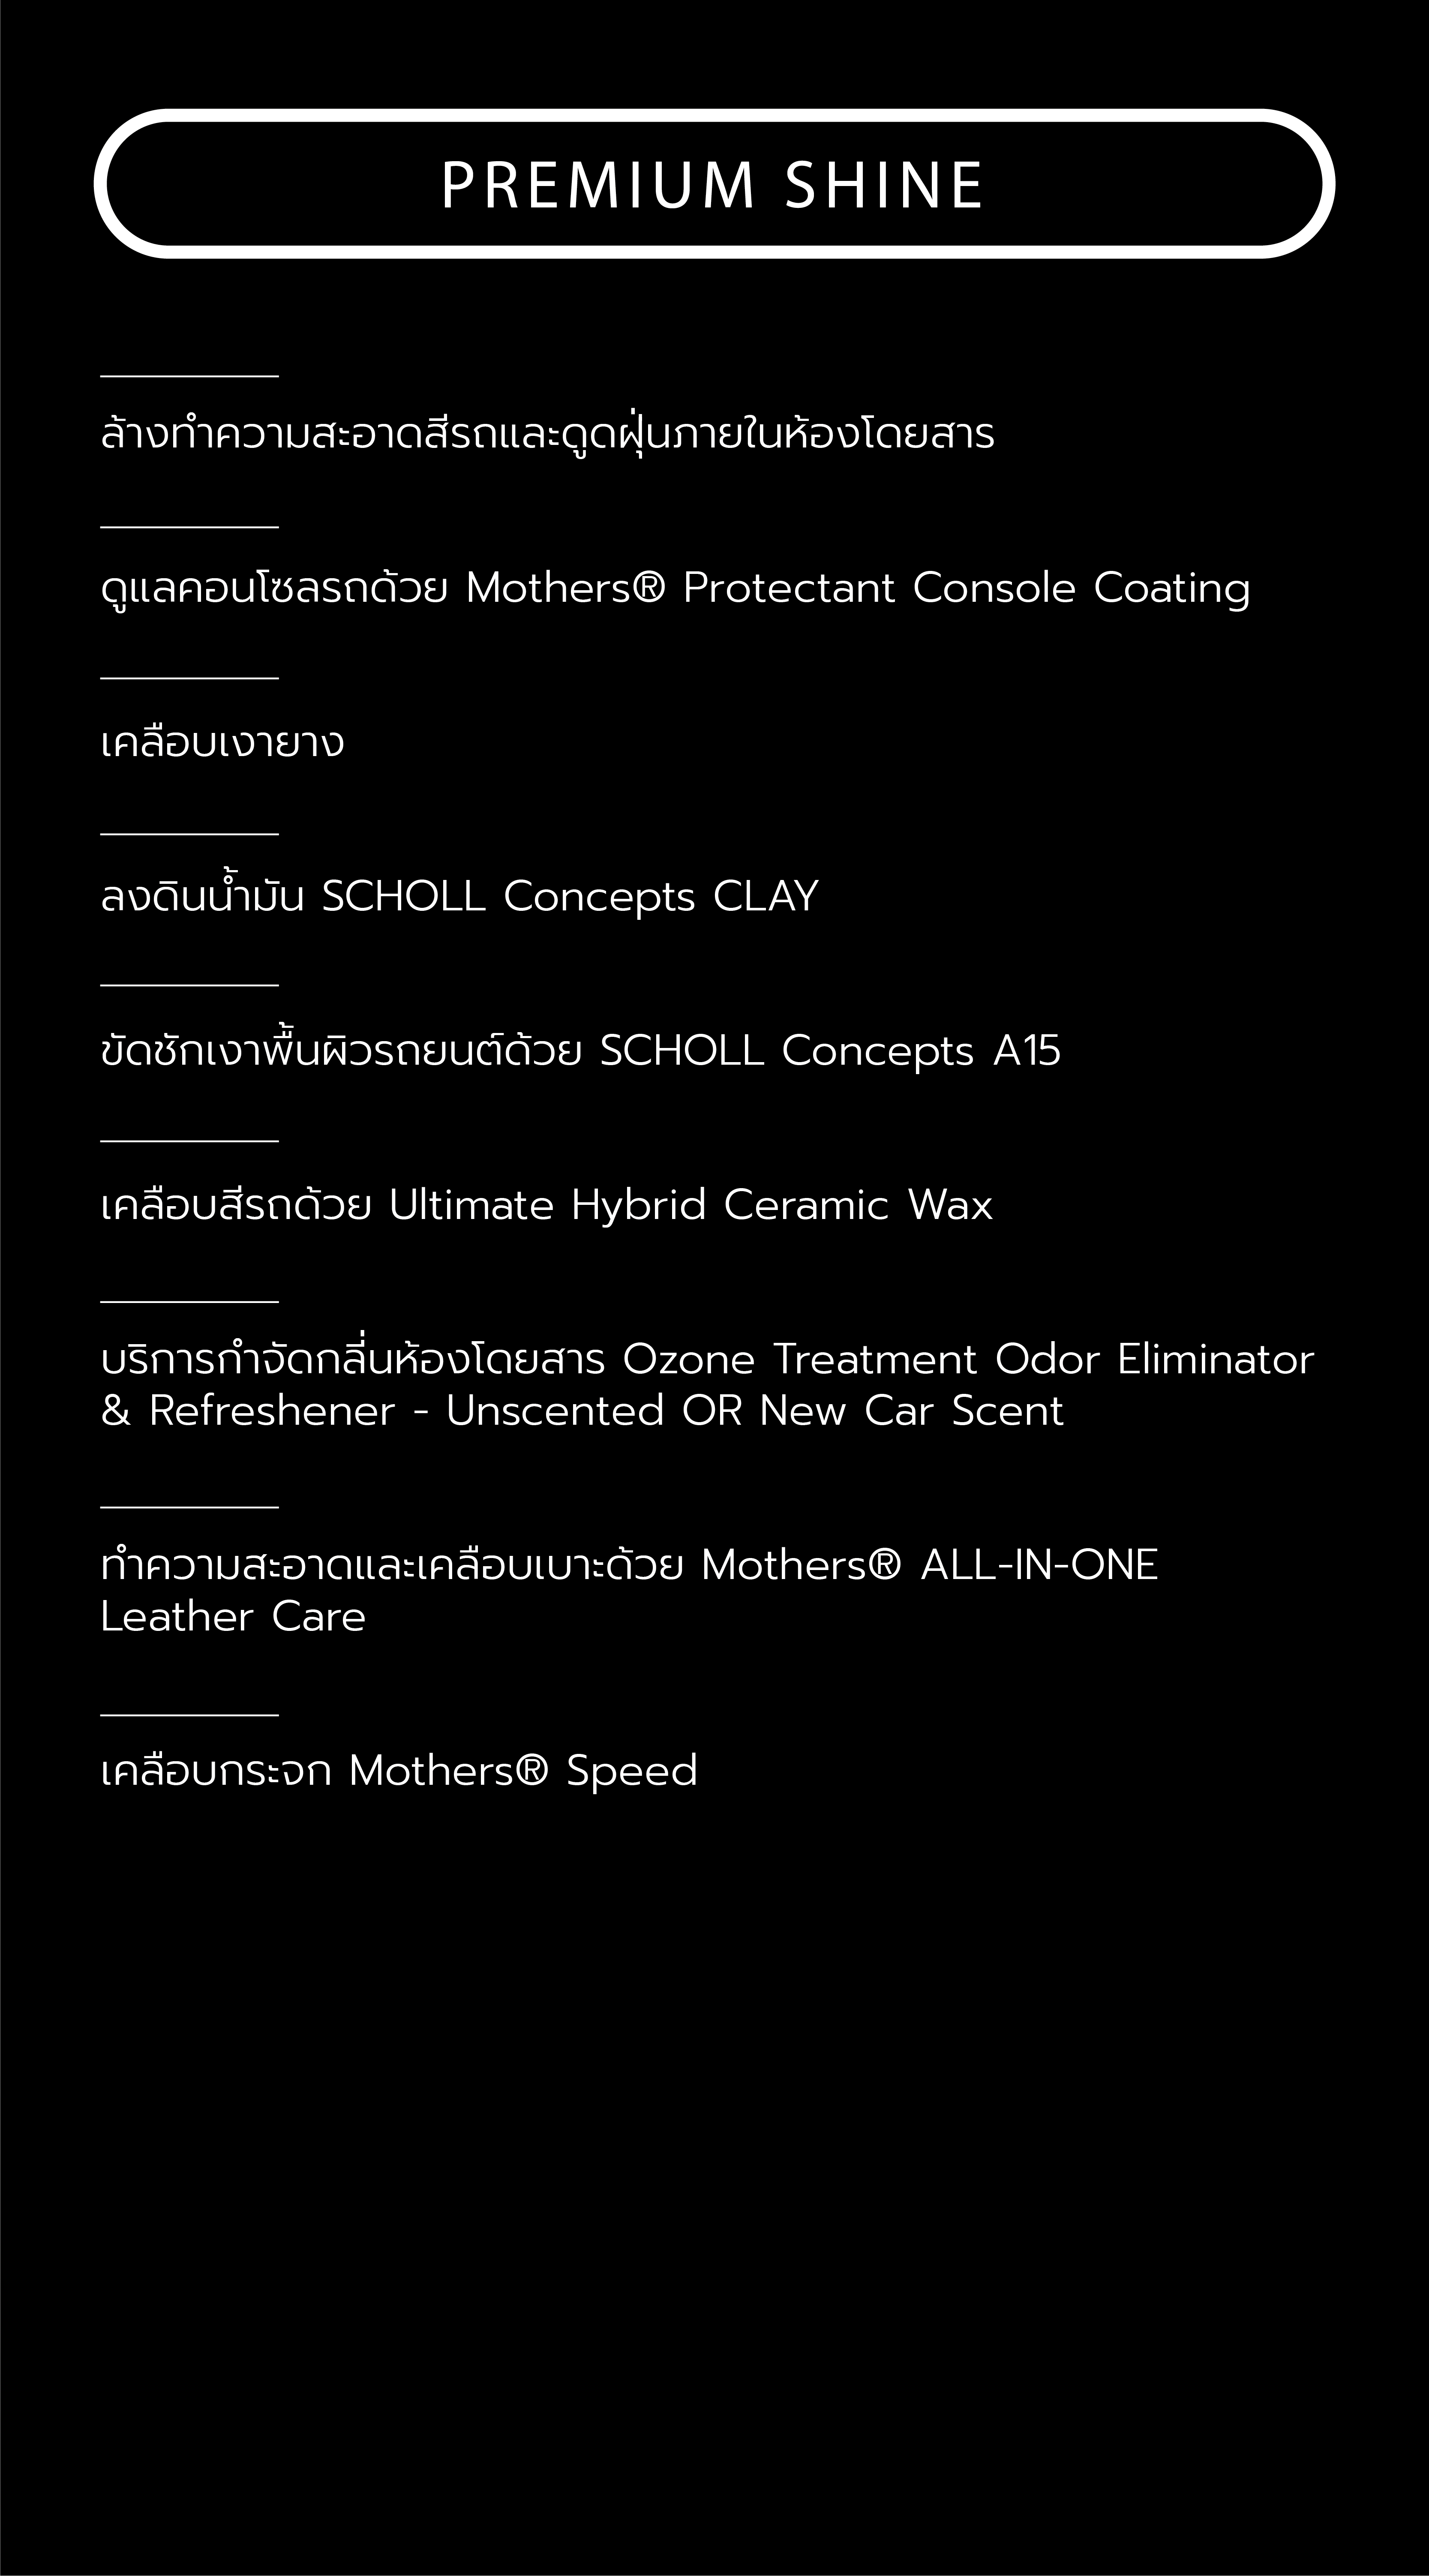 PREMIUM SHINE
ล้างทำความสะอาดสีรถและดูดฝุ่นภายในห้องโดยสาร
ดูแลคอนโซลรถด้วย Mothers® Protectant Console Coating
เคลือบเงายาง
ลงดินน้ำมัน SCHOLL Concepts CLAY
ขัดชักเงาพื้นผิวรถยนต์ด้วย SCHOLL Concepts A15
เคลือบสีรถด้วย Ultimate Hybrid Ceramic Wax
บริการกำจัดกลิ่นห้องโดยสาร Ozone Treatment Odor Eliminator
& Refreshener - Unscented OR New Car Scent
ทำความสะอาดและเคลือบเบาะด้วย Mothers® ALL-IN-ONE
Leather Care
เคลือบกระจก Mothers® Speed